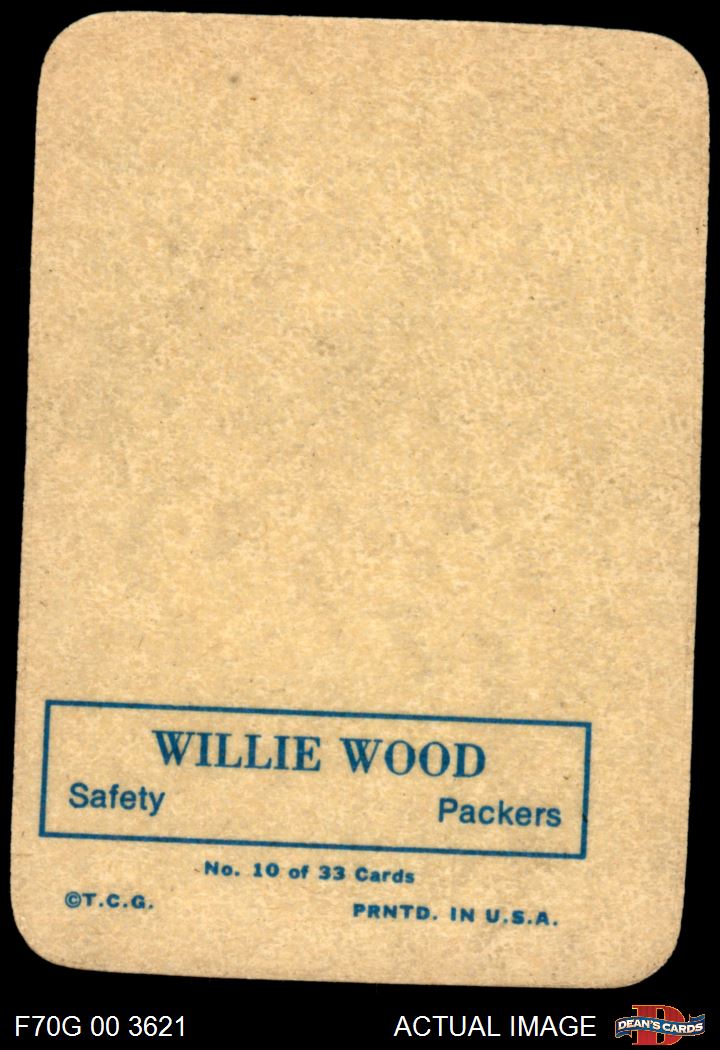 WILLIE WOOD
Safety Packers
No. 10 of 33 Cards
©T.C.G. PRNTD. IN U.S.A.
F70G 00 3621 ACTUAL IMAGE DEAN'S CARDS